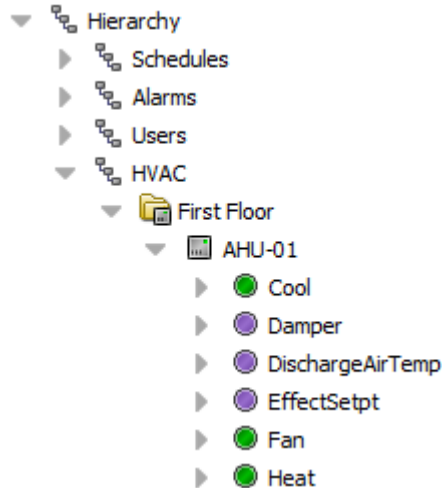 Hierarchy
Schedules
Alarms
Users
HVAC
First Floor
AHU-01
Cool
Damper
DischargeAirTemp
EffectSetpt
Fan
Heat